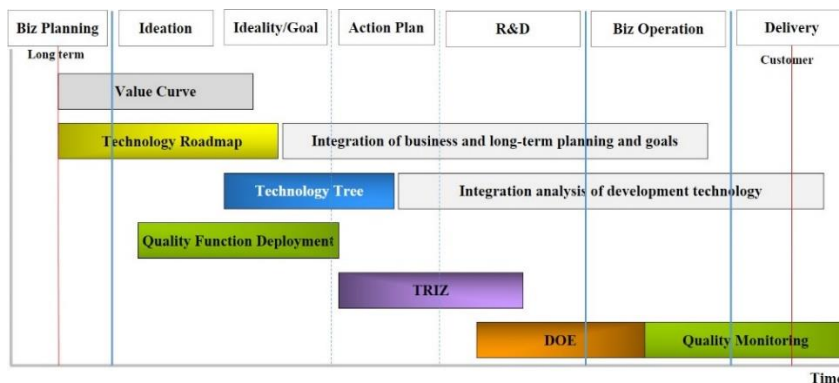 Biz Planning Ideation Ideality/Goal Action Plan R&D Biz Operation Delivery
Long term Customer
Value Curve
Technology Roadmap Integration of business and long-term planning and goals
Technology Tree Integration analysis of development technology
Quality Function Deployment
TRIZ
DOE Quality Monitoring
Time